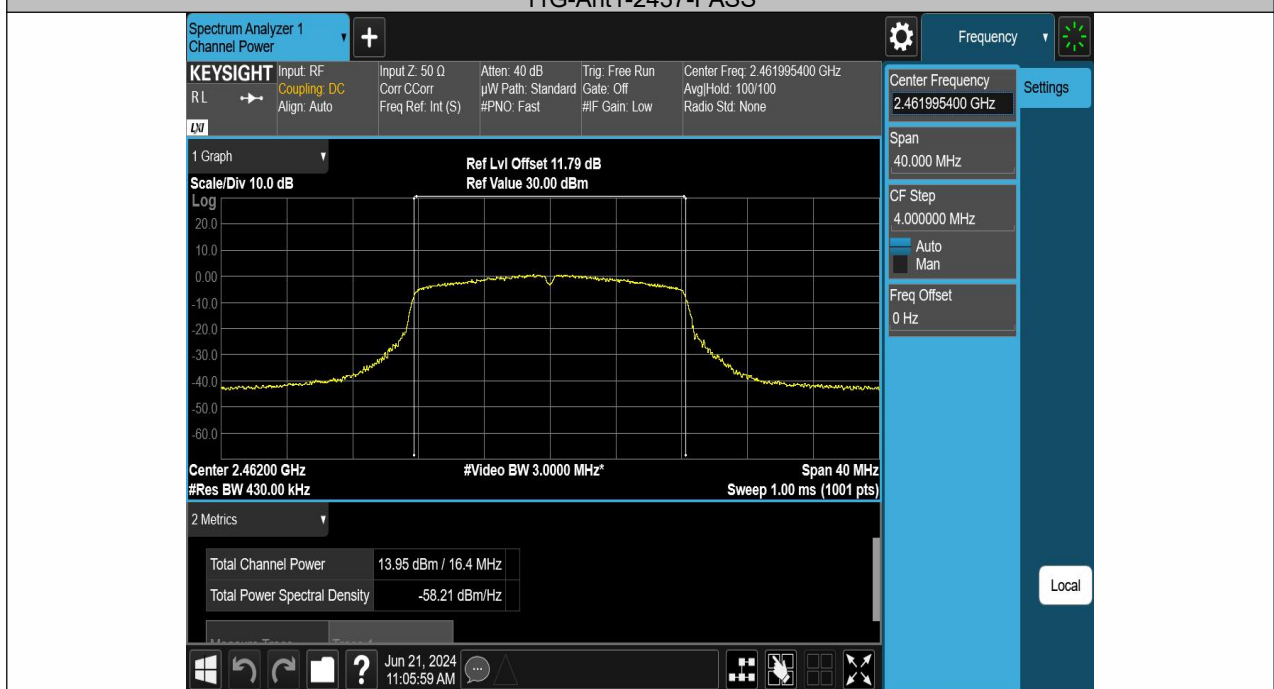 11G-Ant1-2437-PASS
Spectrum Analyzer 1
Channel Power
Frequency
KEYSIGHT
RL
LXI
Input: RF
Coupling: DC
Align: Auto
Input Z: 50 Ω
Corr CCorr
Freq Ref: Int (S)
Atten: 40 dB
µW Path: Standard
#PNO: Fast
Trig: Free Run
Gate: Off
#IF Gain: Low
Center Freq: 2.461995400 GHz
Avg|Hold: 100/100
Radio Std: None
Center Frequency
2.461995400 GHz
Settings
Span
40.000 MHz
CF Step
4.000000 MHz
Auto
Man
Freq Offset
0 Hz
Local
1 Graph
Scale/Div 10.0 dB
Ref Lvl Offset 11.79 dB
Ref Value 30.00 dBm
Log
20.0
10.0
0.00
-10.0
-20.0
-30.0
-40.0
-50.0
-60.0
Center 2.46200 GHz
#Res BW 430.00 kHz
#Video BW 3.0000 MHz*
Span 40 MHz
Sweep 1.00 ms (1001 pts)
2 Metrics
Total Channel Power 13.95 dBm / 16.4 MHz
Total Power Spectral Density -58.21 dBm/Hz
?
Jun 21, 2024
11:05:59 AM